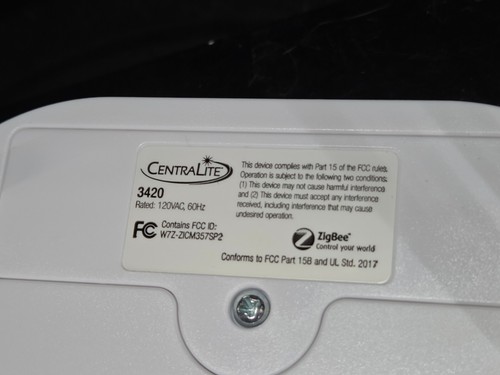 CENTRALITE
3420
Rated: 120VAC, 60Hz
FC Contains FCC ID:
W7Z-ZICM357SP2
This device complies with Part 15 of the FCC rules.
Operation is subject to the following two conditions.
(1) This device may not cause harmful interference
and (2) This device must accept any interference
received, including interference that may cause
undesired operation.
ZigBee™
Control your world
Conforms to FCC Part 15B and UL Std. 2017